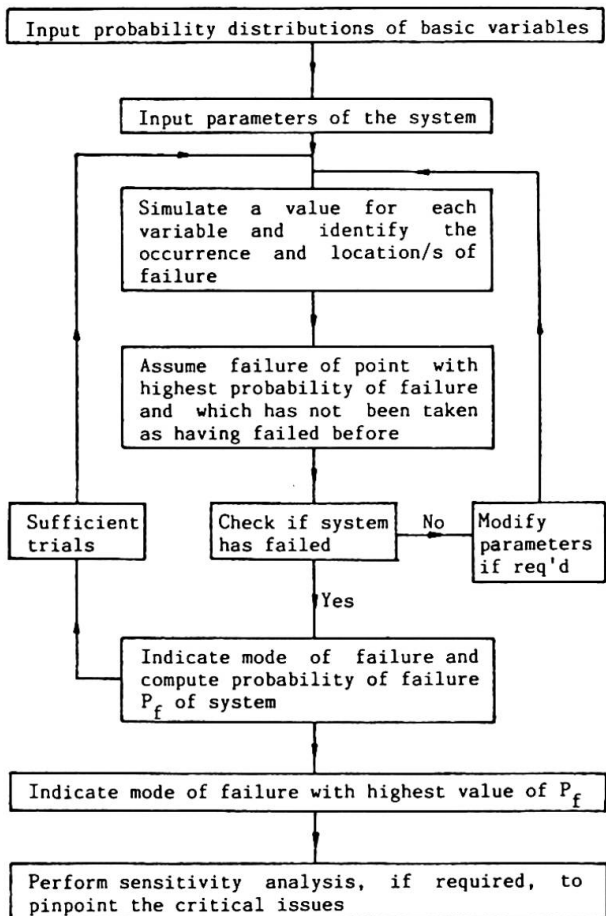 Input probability distributions of basic variables
Input parameters of the system
Simulate a value for each
variable and identify the
occurrence and location/s of
failure
Assume failure of point with
highest probability of failure
and which has not been taken
as having failed before
Sufficient
trials
Check if system
has failed
No
Modify
parameters
if req'd
Yes
Indicate mode of failure and
compute probability of failure
P_f of system
Indicate mode of failure with highest value of P_f
Perform sensitivity analysis, if required, to
pinpoint the critical issues